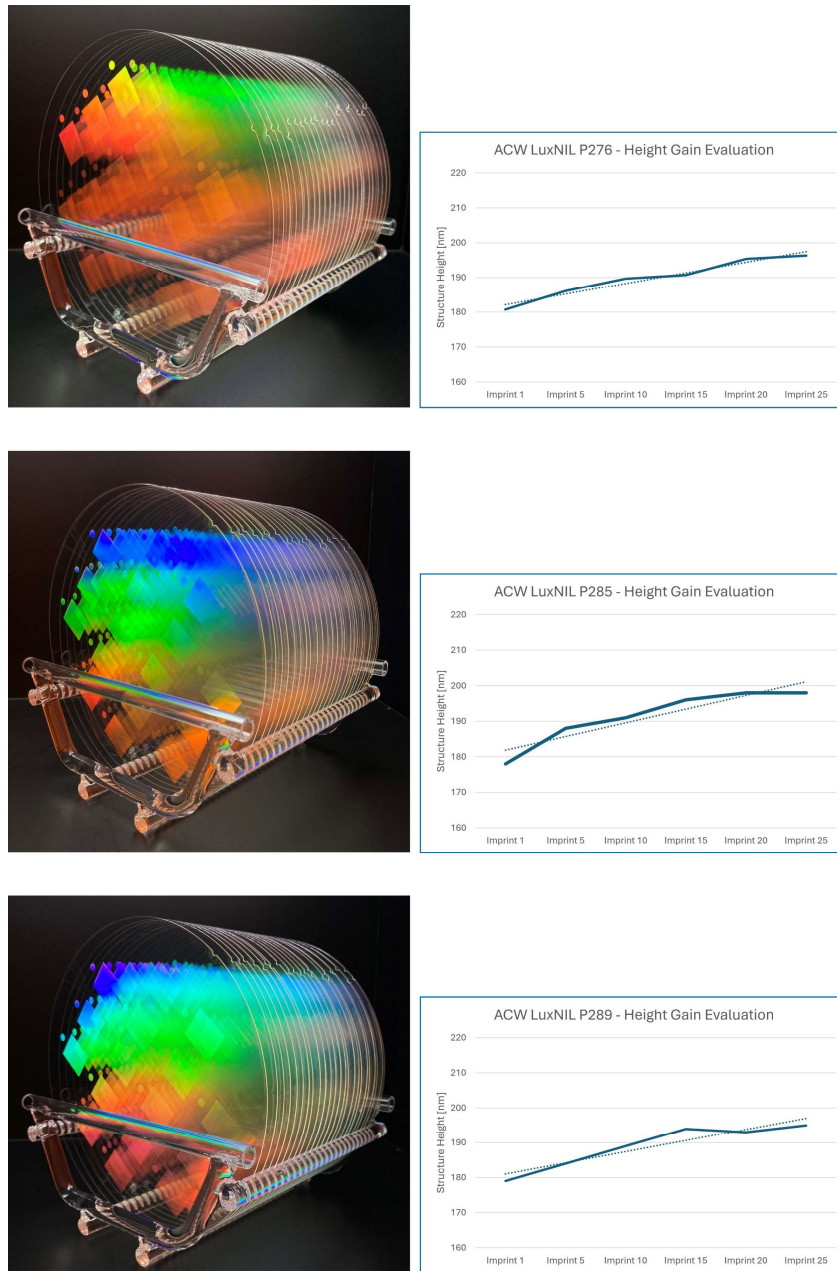 ACW LuxNIL P276 - Height Gain Evaluation
Structure Height [nm]
220
210
200
190
180
170
160
Imprint 1 Imprint 5 Imprint 10 Imprint 15 Imprint 20 Imprint 25
ACW LuxNIL P285 - Height Gain Evaluation
Structure Height [nm]
220
210
200
190
180
170
160
Imprint 1 Imprint 5 Imprint 10 Imprint 15 Imprint 20 Imprint 25
ACW LuxNIL P289 - Height Gain Evaluation
Structure Height [nm]
220
210
200
190
180
170
160
Imprint 1 Imprint 5 Imprint 10 Imprint 15 Imprint 20 Imprint 25